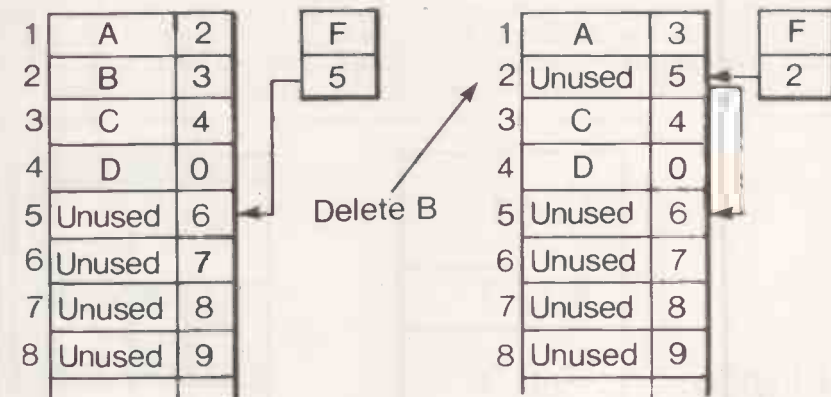 1 A 2
2 B 3
3 C 4
4 D 0
5 Unused 6
6 Unused 7
7 Unused 8
8 Unused 9
F
5
Delete B
1 A 3
2 Unused 5
3 C 4
4 D 0
5 Unused 6
6 Unused 7
7 Unused 8
8 Unused 9
F
2